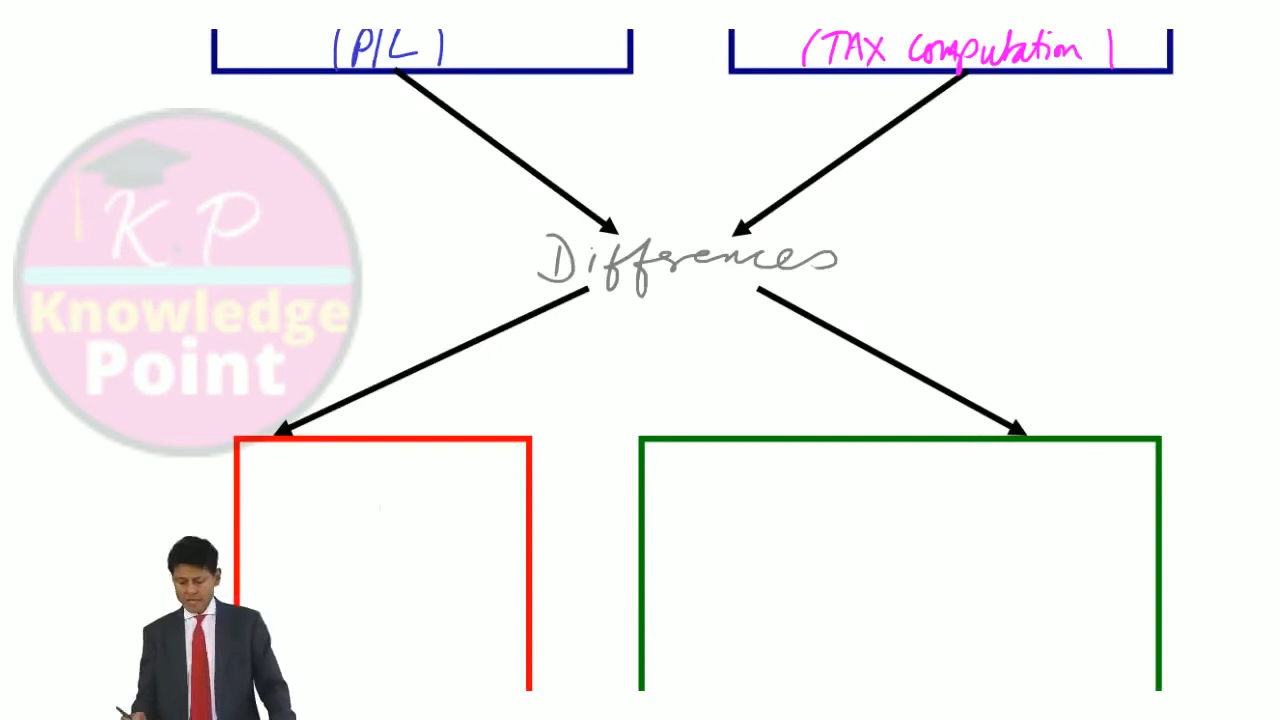 (P/L)
(TAX computation)
K.P
Differences
Knowledge
Point